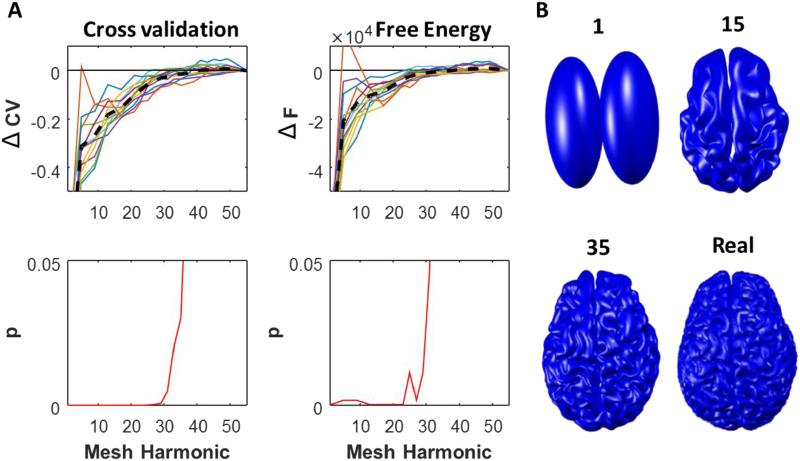 A
Cross validation
Free Energy
×10⁴
0
-0.2
-0.4
Δ CV
10 20 30 40 50
0
-2
-4
Δ F
10 20 30 40 50
0.05
0
p
Mesh Harmonic
10 20 30 40 50
0.05
0
p
Mesh Harmonic
10 20 30 40 50
B
1
15
35
Real